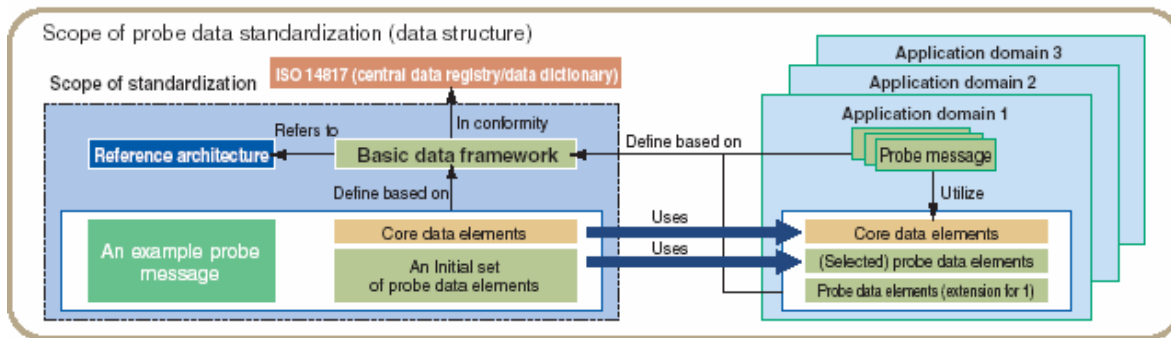 Scope of probe data standardization (data structure)
Scope of standardization
ISO 14817 (central data registry/data dictionary)
In conformity
Refers to
Reference architecture
Basic data framework
Define based on
An example probe
message
Core data elements
An Initial set
of probe data elements
Uses
Uses
Define based on
Application domain 3
Application domain 2
Application domain 1
Probe message
Utilize
Core data elements
(Selected) probe data elements
Probe data elements (extension for 1)